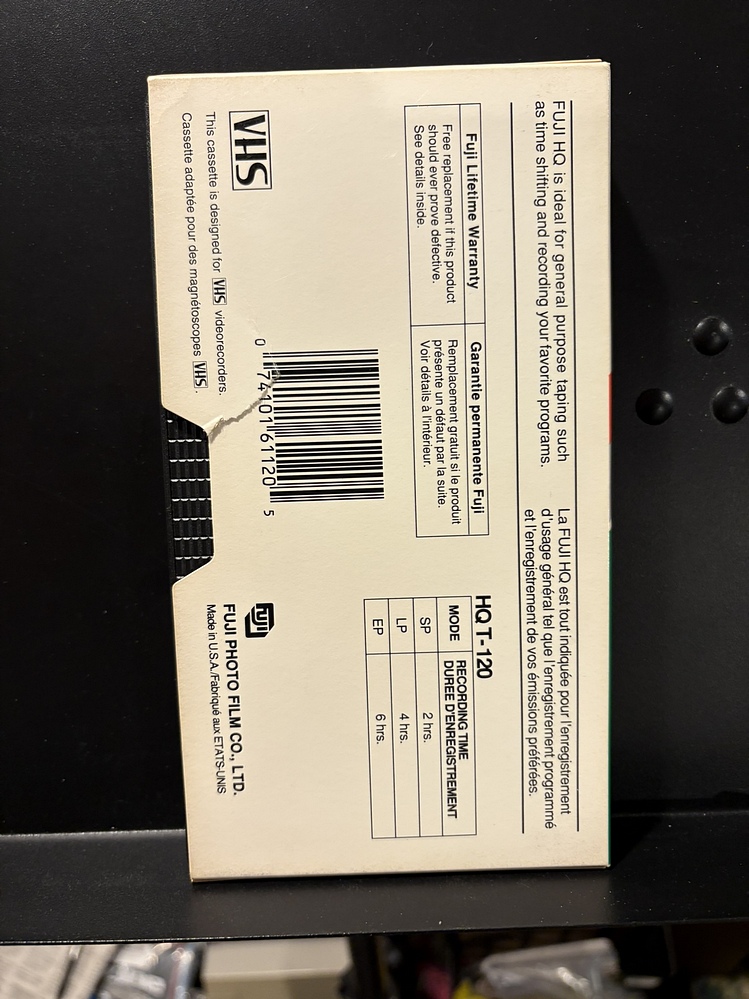 FUJI HQ is ideal for general purpose taping such
as time shifting and recording your favorite programs.
La FUJI HQ est tout indiquée pour l'enregistrement
d'usage général tel que l'enregistrement programmé
et l'enregistrement de vos émissions préférées.
Fuji Lifetime Warranty
Free replacement if this product
should ever prove defective.
See details inside.
Garantie permanente Fuji
Remplacement gratuit si le produit
présente un défaut par la suite.
Voir détails à l'intérieur.
HQ T-120
MODE
RECORDING TIME
DUREE D'ENREGISTREMENT
SP 2 hrs.
LP 4 hrs.
EP 6 hrs.
0 74101 61120 5
VHS
This cassette is designed for VHS videorecorders.
Cassette adaptée pour des magnétoscopes VHS.
FUJI
FUJI PHOTO FILM CO., LTD.
Made in U.S.A./Fabriqué aux ETATS-UNIS